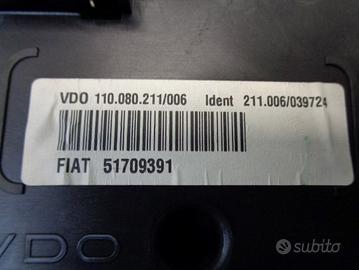 VDO 110.080.211/006 Ident 211.006/039724
FIAT 51709391
VDO
subito